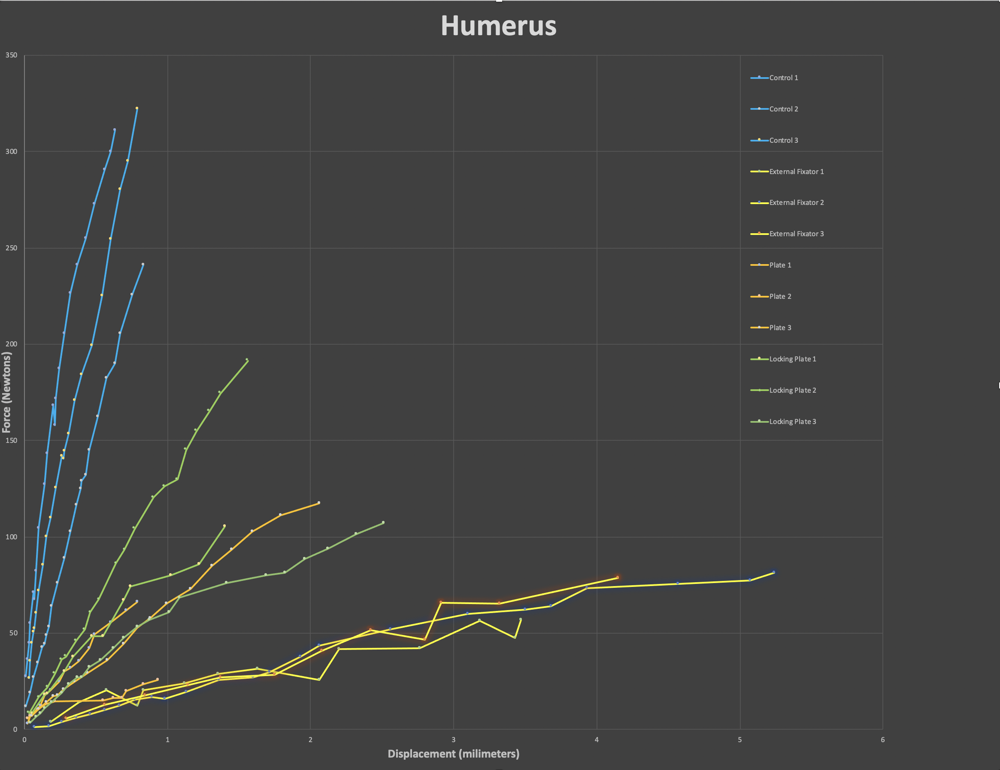 Humerus
350
300
250
200
150
100
50
0
Force (Newtons)
0 1 2 3 4 5 6
Displacement (milimeters)
Control 1
Control 2
Control 3
External Fixator 1
External Fixator 2
External Fixator 3
Plate 1
Plate 2
Plate 3
Locking Plate 1
Locking Plate 2
Locking Plate 3